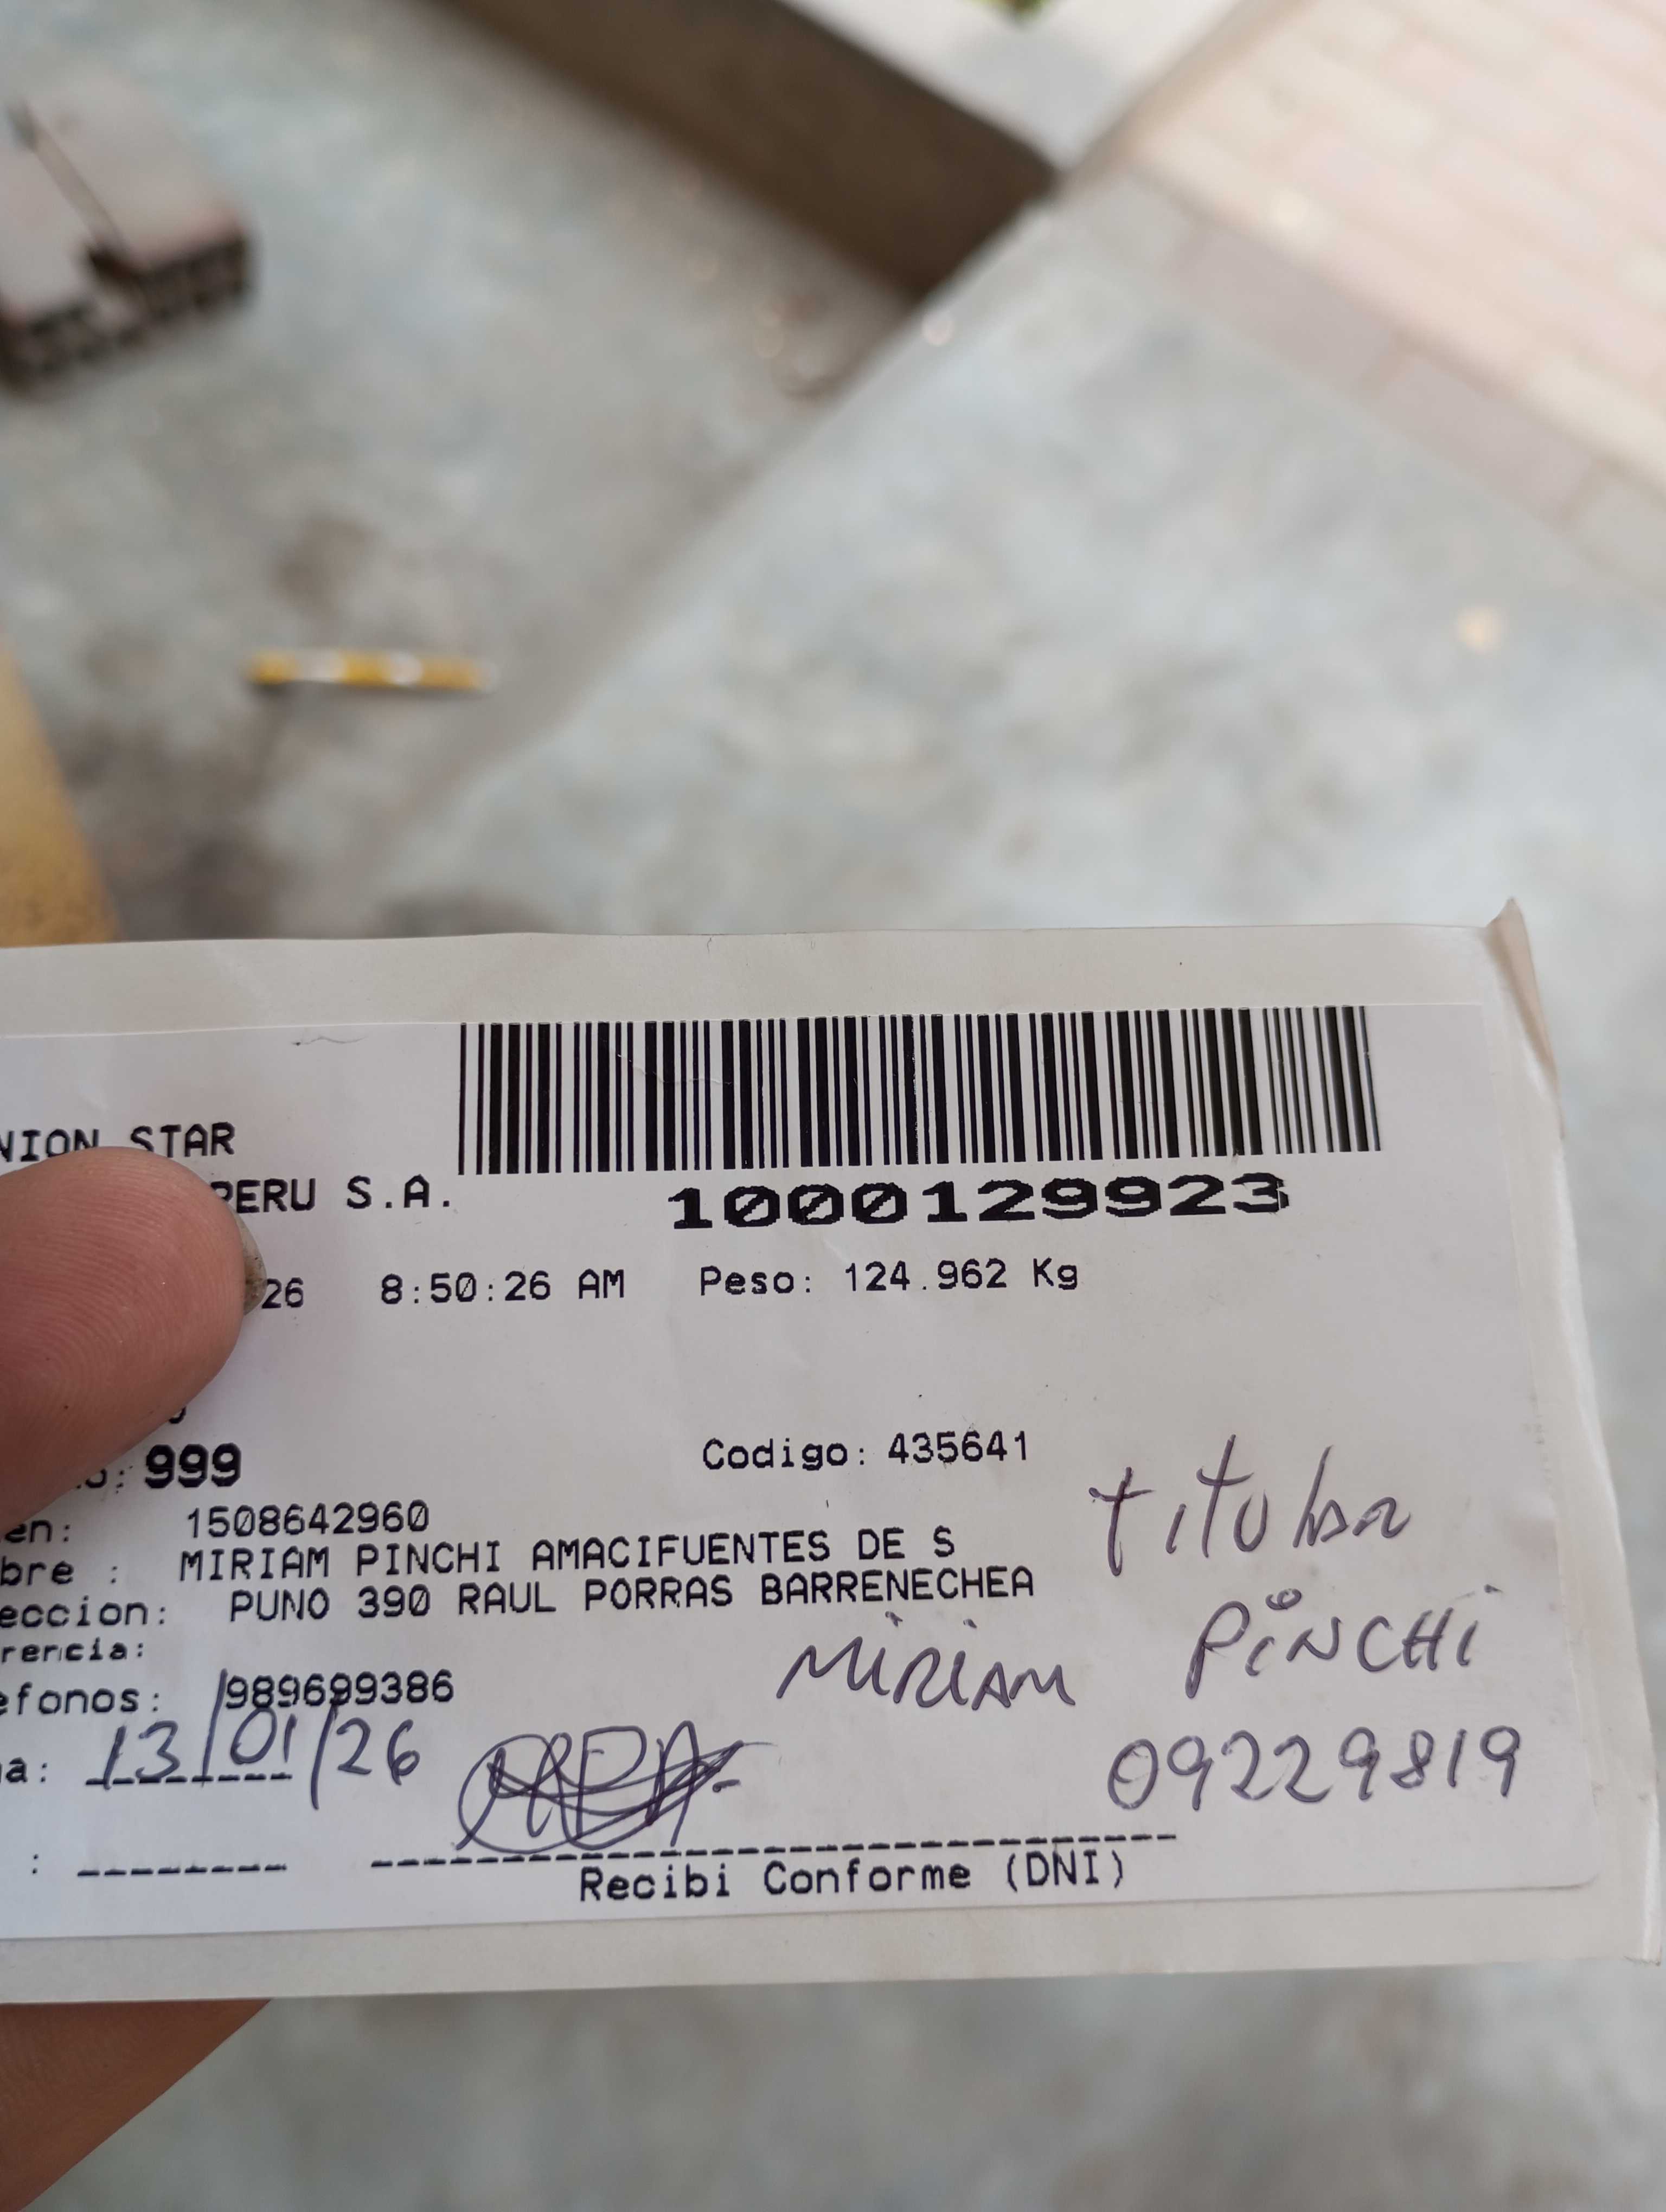 NION STAR
PERU S.A.
1000129923
26 8:50:26 AM Peso: 124.962 Kg
999 Codigo: 435641
en: 1508642960
bre : MIRIAM PINCHI AMACIFUENTES DE S
eccion: PUNO 390 RAUL PORRAS BARRENECHEA
rencia:
efonos: 989699386
a: 13/01/26
titular
MIRIAM PINCHI
09229819
: --------
Recibi Conforme (DNI)